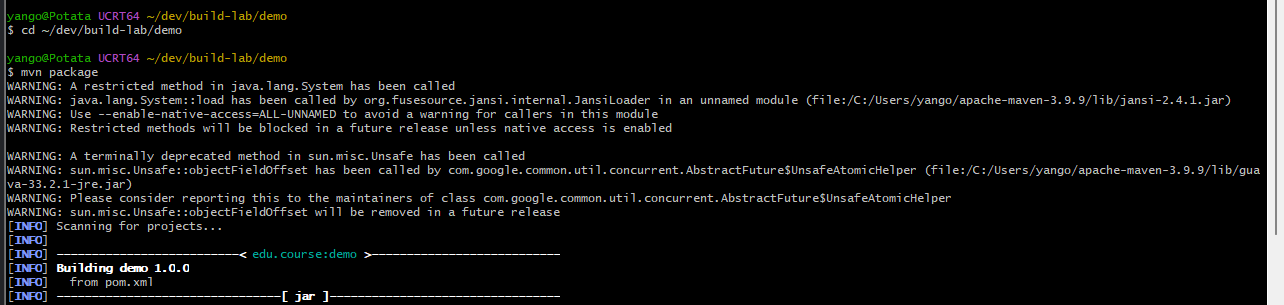 yango@Potata UCRT64 ~/dev/build-lab/demo
$ cd ~/dev/build-lab/demo
yango@Potata UCRT64 ~/dev/build-lab/demo
$ mvn package
WARNING: A restricted method in java.lang.System has been called
WARNING: java.lang.System::load has been called by org.fusesource.jansi.internal.JansiLoader in an unnamed module (file:/C:/Users/yango/apache-maven-3.9.9/lib/jansi-2.4.1.jar)
WARNING: Use --enable-native-access=ALL-UNNAMED to avoid a warning for callers in this module
WARNING: Restricted methods will be blocked in a future release unless native access is enabled
WARNING: A terminally deprecated method in sun.misc.Unsafe has been called
WARNING: sun.misc.Unsafe::objectFieldOffset has been called by com.google.common.util.concurrent.AbstractFuture$UnsafeAtomicHelper (file:/C:/Users/yango/apache-maven-3.9.9/lib/gua
va-33.2.1-jre.jar)
WARNING: Please consider reporting this to the maintainers of class com.google.common.util.concurrent.AbstractFuture$UnsafeAtomicHelper
WARNING: sun.misc.Unsafe::objectFieldOffset will be removed in a future release
[INFO] Scanning for projects...
[INFO]
[INFO] --------------------------< edu.course:demo >---------------------------
[INFO] Building demo 1.0.0
[INFO]   from pom.xml
[INFO] --------------------------------[ jar ]---------------------------------